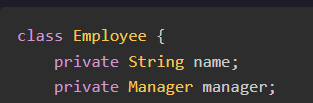 class Employee {
    private String name;
    private Manager manager;